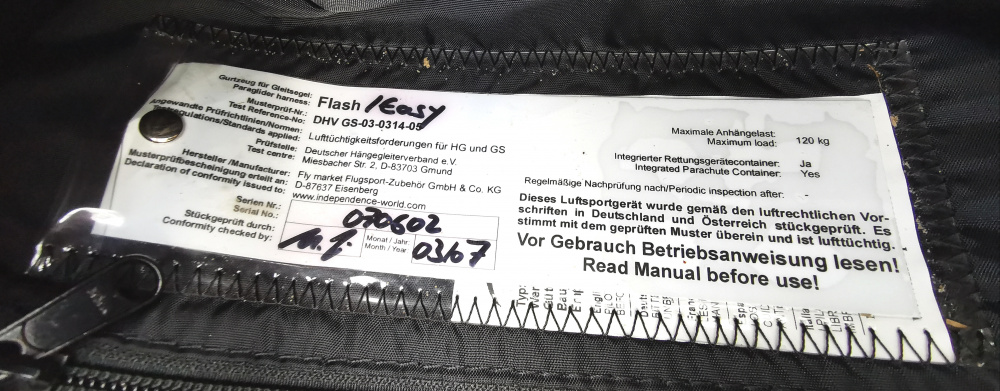 Gurtzeug für Gleitsegel:
Paraglider harness: Flash / Easy
Musterprüf-Nr.:
Test Reference-No: DHV GS-03-0314-05
Angewandte Prüfrichtlinien/Normen:
Regulations/Standards applied: Lufttüchtigkeitsforderungen für HG und GS
Prüfstelle: Deutscher Hängegleiterverband e.V.
Test centre: Miesbacher Str. 2, D-83703 Gmund
Hersteller /Manufacturer: Fly market Flugsport-Zubehör GmbH & Co. KG
Musterprüfbescheinigung erteilt an: D-87637 Eisenberg
Declaration of conformity issued to: www.independence-world.com
Serien Nr.:
Serial No.: 070602
Stückgeprüft durch: Monat / Jahr
Conformity checked by: Month / Year 03/07
Maximale Anhängelast:
Maximum load: 120 kg
Integrierter Rettungsgerätecontainer: Ja
Integrated Parachute Container: Yes
Regelmäßige Nachprüfung nach/Periodic inspection after: -
Dieses Luftsportgerät wurde gemäß den luftrechtlichen Vor-
schriften in Deutschland und Österreich stückgeprüft. Es
stimmt mit dem geprüften Muster überein und ist lufttüchtig.
Vor Gebrauch Betriebsanweisung lesen!
Read Manual before use!
Typ: